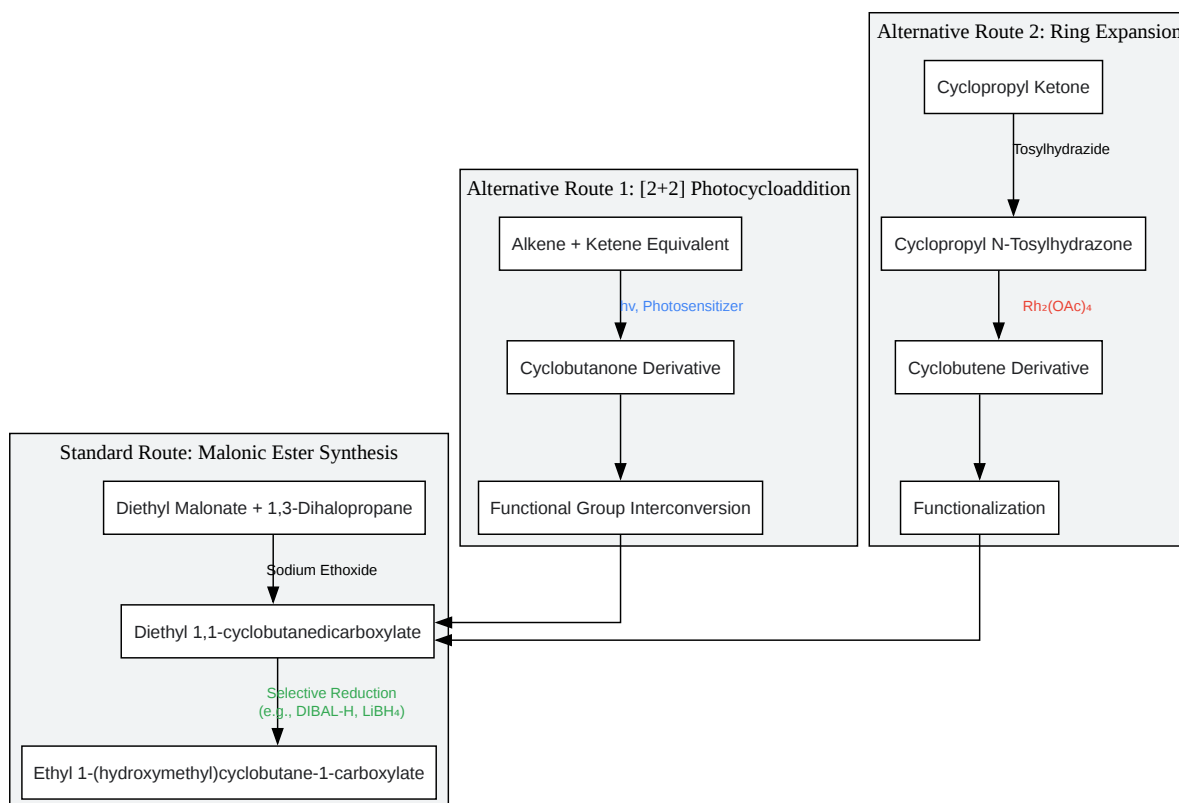 Alternative Route 2: Ring Expansion
Cyclopropyl Ketone
Tosylhydrazide
Cyclopropyl N-Tosylhydrazone
Rh₂(OAc)₄
Cyclobutene Derivative
Functionalization
Alternative Route 1: [2+2] Photocycloaddition
Alkene + Ketene Equivalent
hv, Photosensitizer
Cyclobutanone Derivative
Functional Group Interconversion
Standard Route: Malonic Ester Synthesis
Diethyl Malonate + 1,3-Dihalopropane
Sodium Ethoxide
Diethyl 1,1-cyclobutanedicarboxylate
Selective Reduction
(e.g., DIBAL-H, LiBH₄)
Ethyl 1-(hydroxymethyl)cyclobutane-1-carboxylate